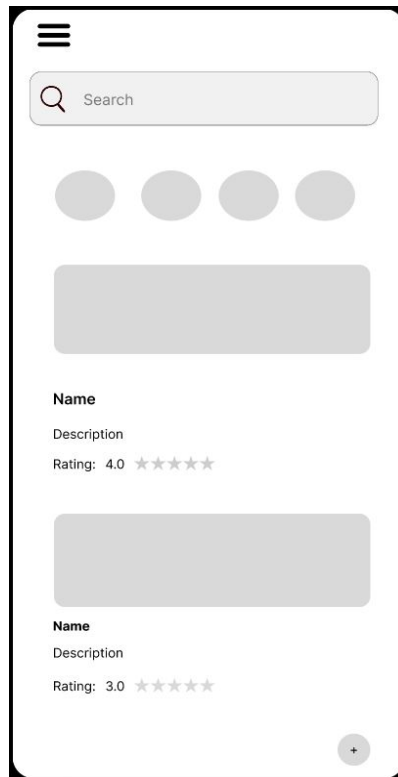 Search
Name
Description
Rating: 4.0 ★★★★★
Name
Description
Rating: 3.0 ★★★★★
+